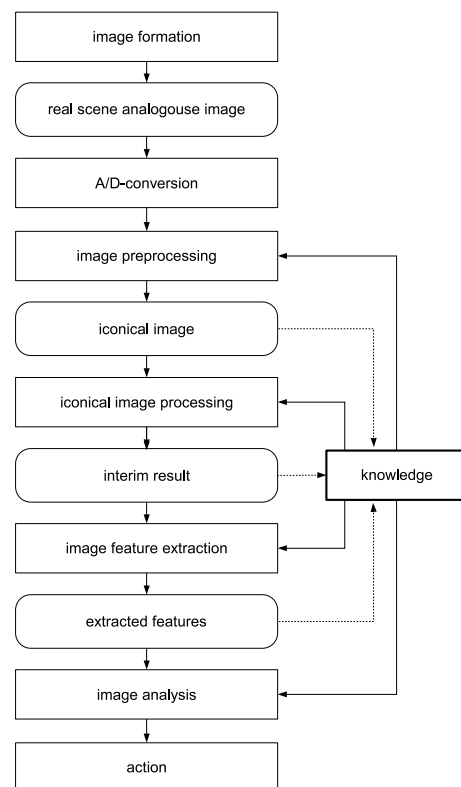 image formation
real scene analogouse image
A/D-conversion
image preprocessing
iconical image
iconical image processing
interim result
knowledge
image feature extraction
extracted features
image analysis
action